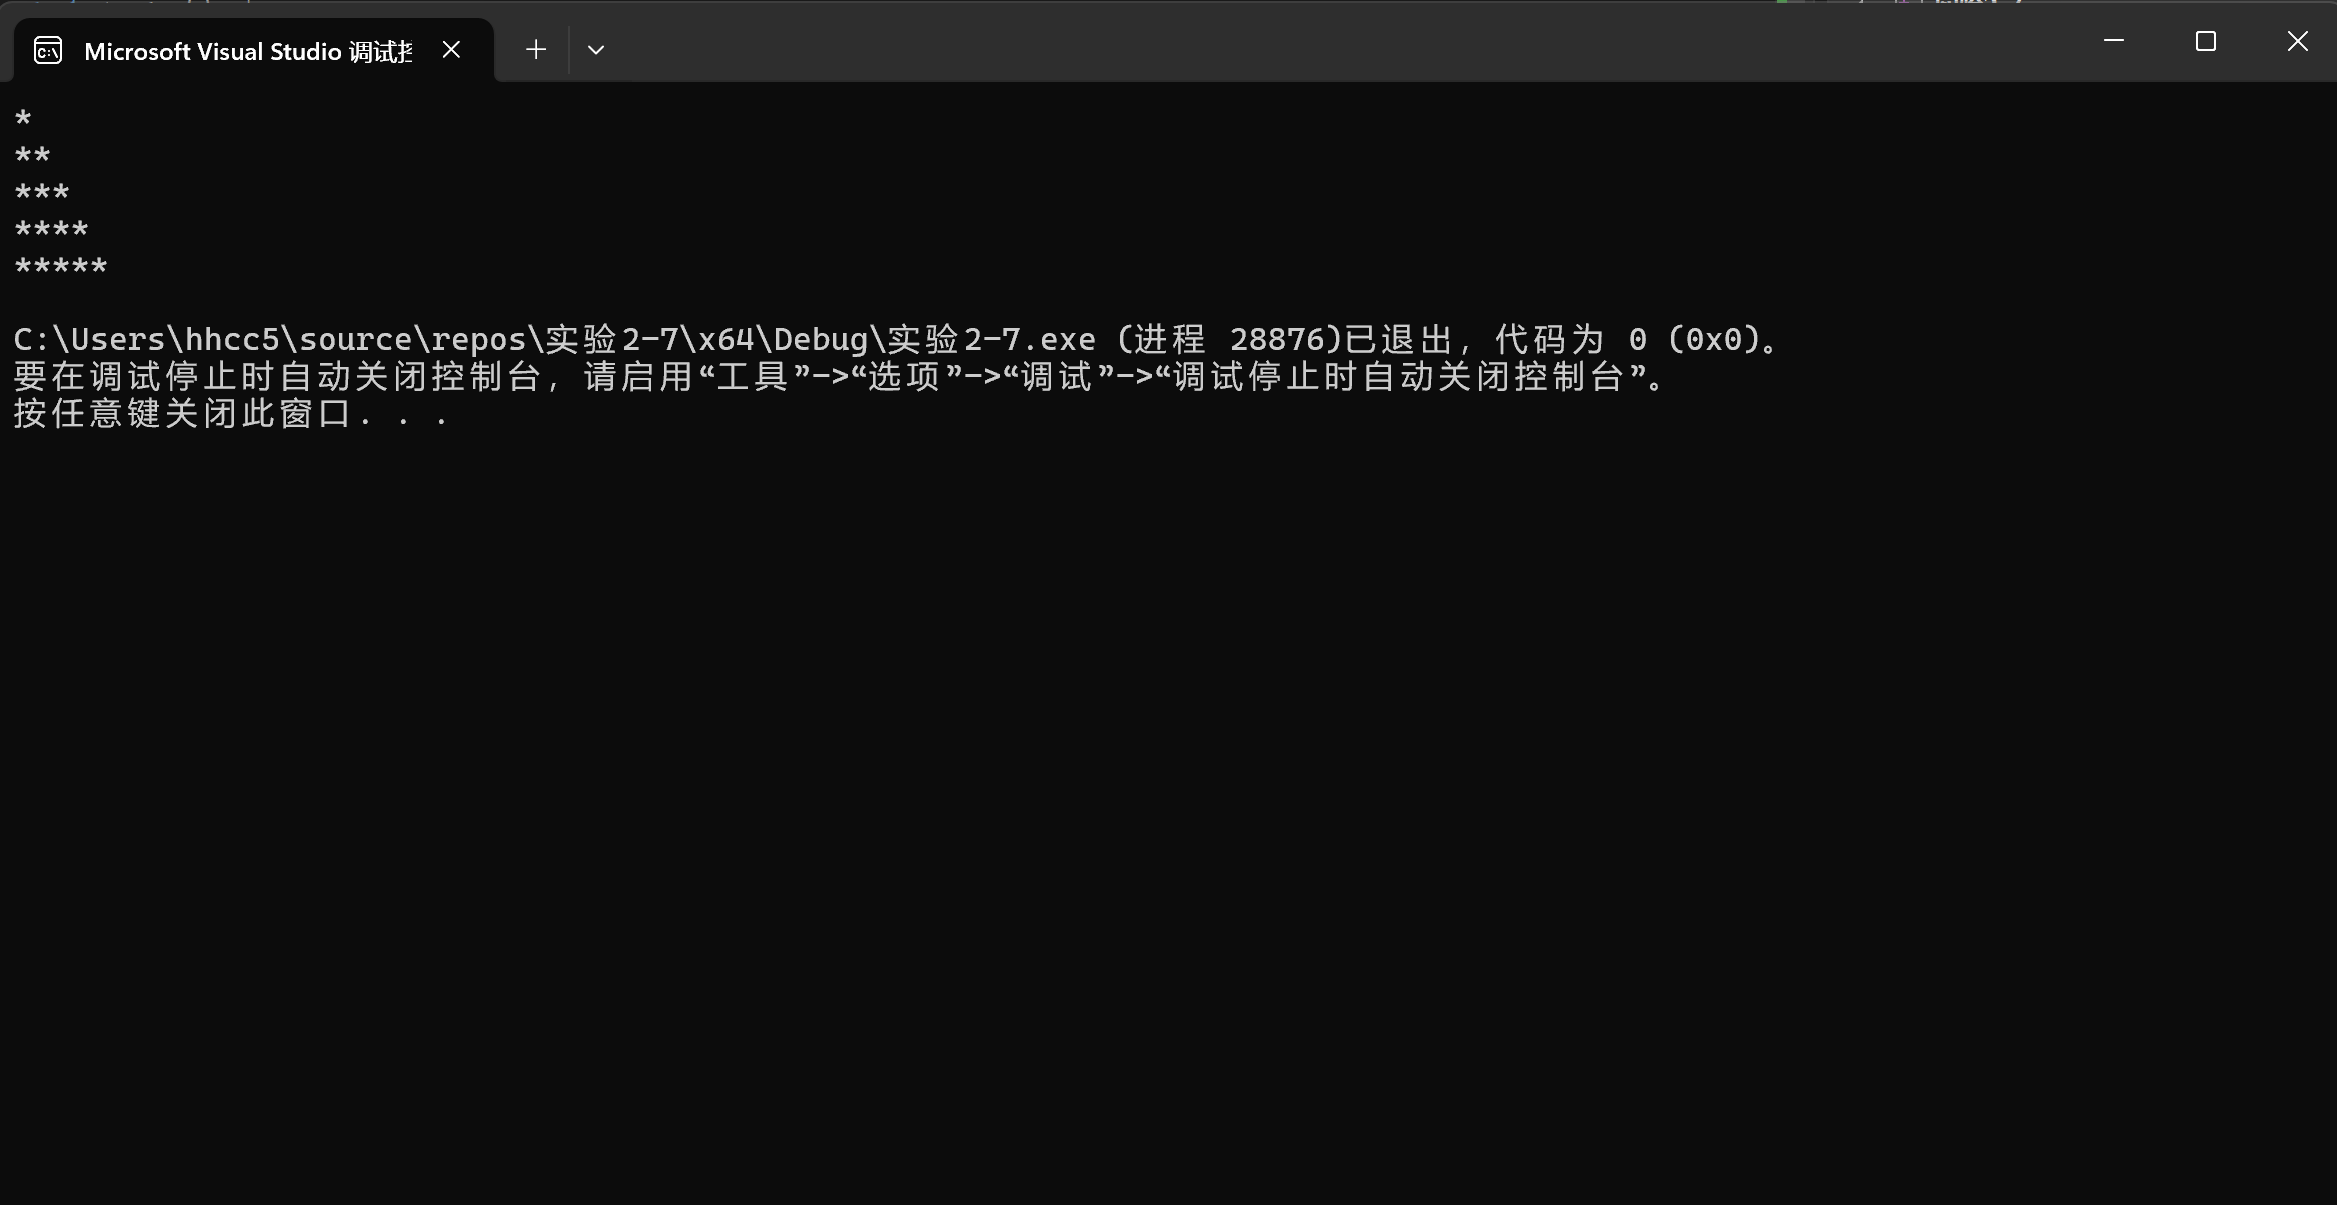 Microsoft Visual Studio 调试
*
**
***
****
*****
C:\Users\hhcc5\source\repos\实验2-7\x64\Debug\实验2-7.exe (进程 28876)已退出，代码为 0 (0x0)。
要在调试停止时自动关闭控制台，请启用“工具”->“选项”->“调试”->“调试停止时自动关闭控制台”。
按任意键关闭此窗口. . .